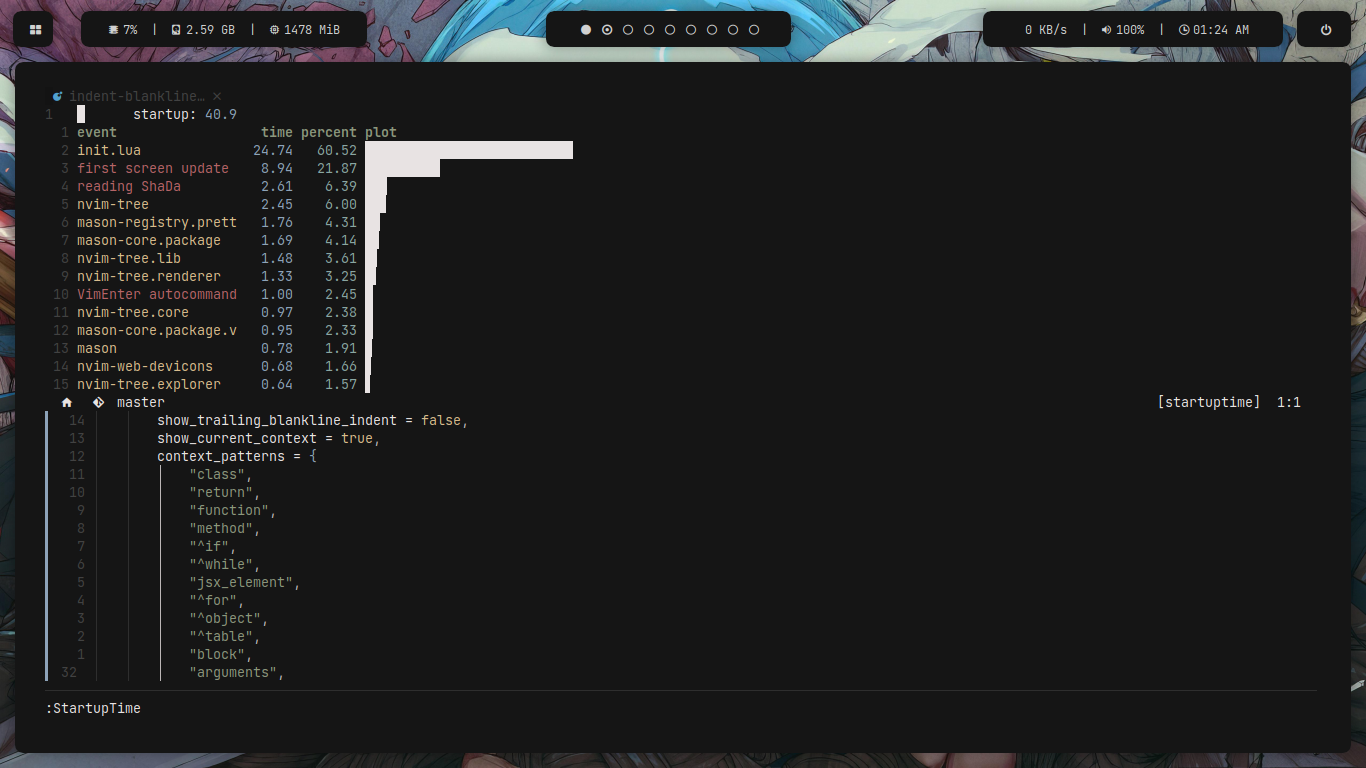 7% | 2.59 GB | 1478 MiB
0 KB/s | 100% | 01:24 AM
indent-blankline… ×
1 startup: 40.9
1 event time percent plot
2 init.lua 24.74 60.52
3 first screen update 8.94 21.87
4 reading ShaDa 2.61 6.39
5 nvim-tree 2.45 6.00
6 mason-registry.prett 1.76 4.31
7 mason-core.package 1.69 4.14
8 nvim-tree.lib 1.48 3.61
9 nvim-tree.renderer 1.33 3.25
10 VimEnter autocommand 1.00 2.45
11 nvim-tree.core 0.97 2.38
12 mason-core.package.v 0.95 2.33
13 mason 0.78 1.91
14 nvim-web-devicons 0.68 1.66
15 nvim-tree.explorer 0.64 1.57
master [startuptime] 1:1
14 show_trailing_blankline_indent = false,
13 show_current_context = true,
12 context_patterns = {
11 "class",
10 "return",
9 "function",
8 "method",
7 "^if",
6 "^while",
5 "jsx_element",
4 "^for",
3 "^object",
2 "^table",
1 "block",
32 "arguments",
:StartupTime